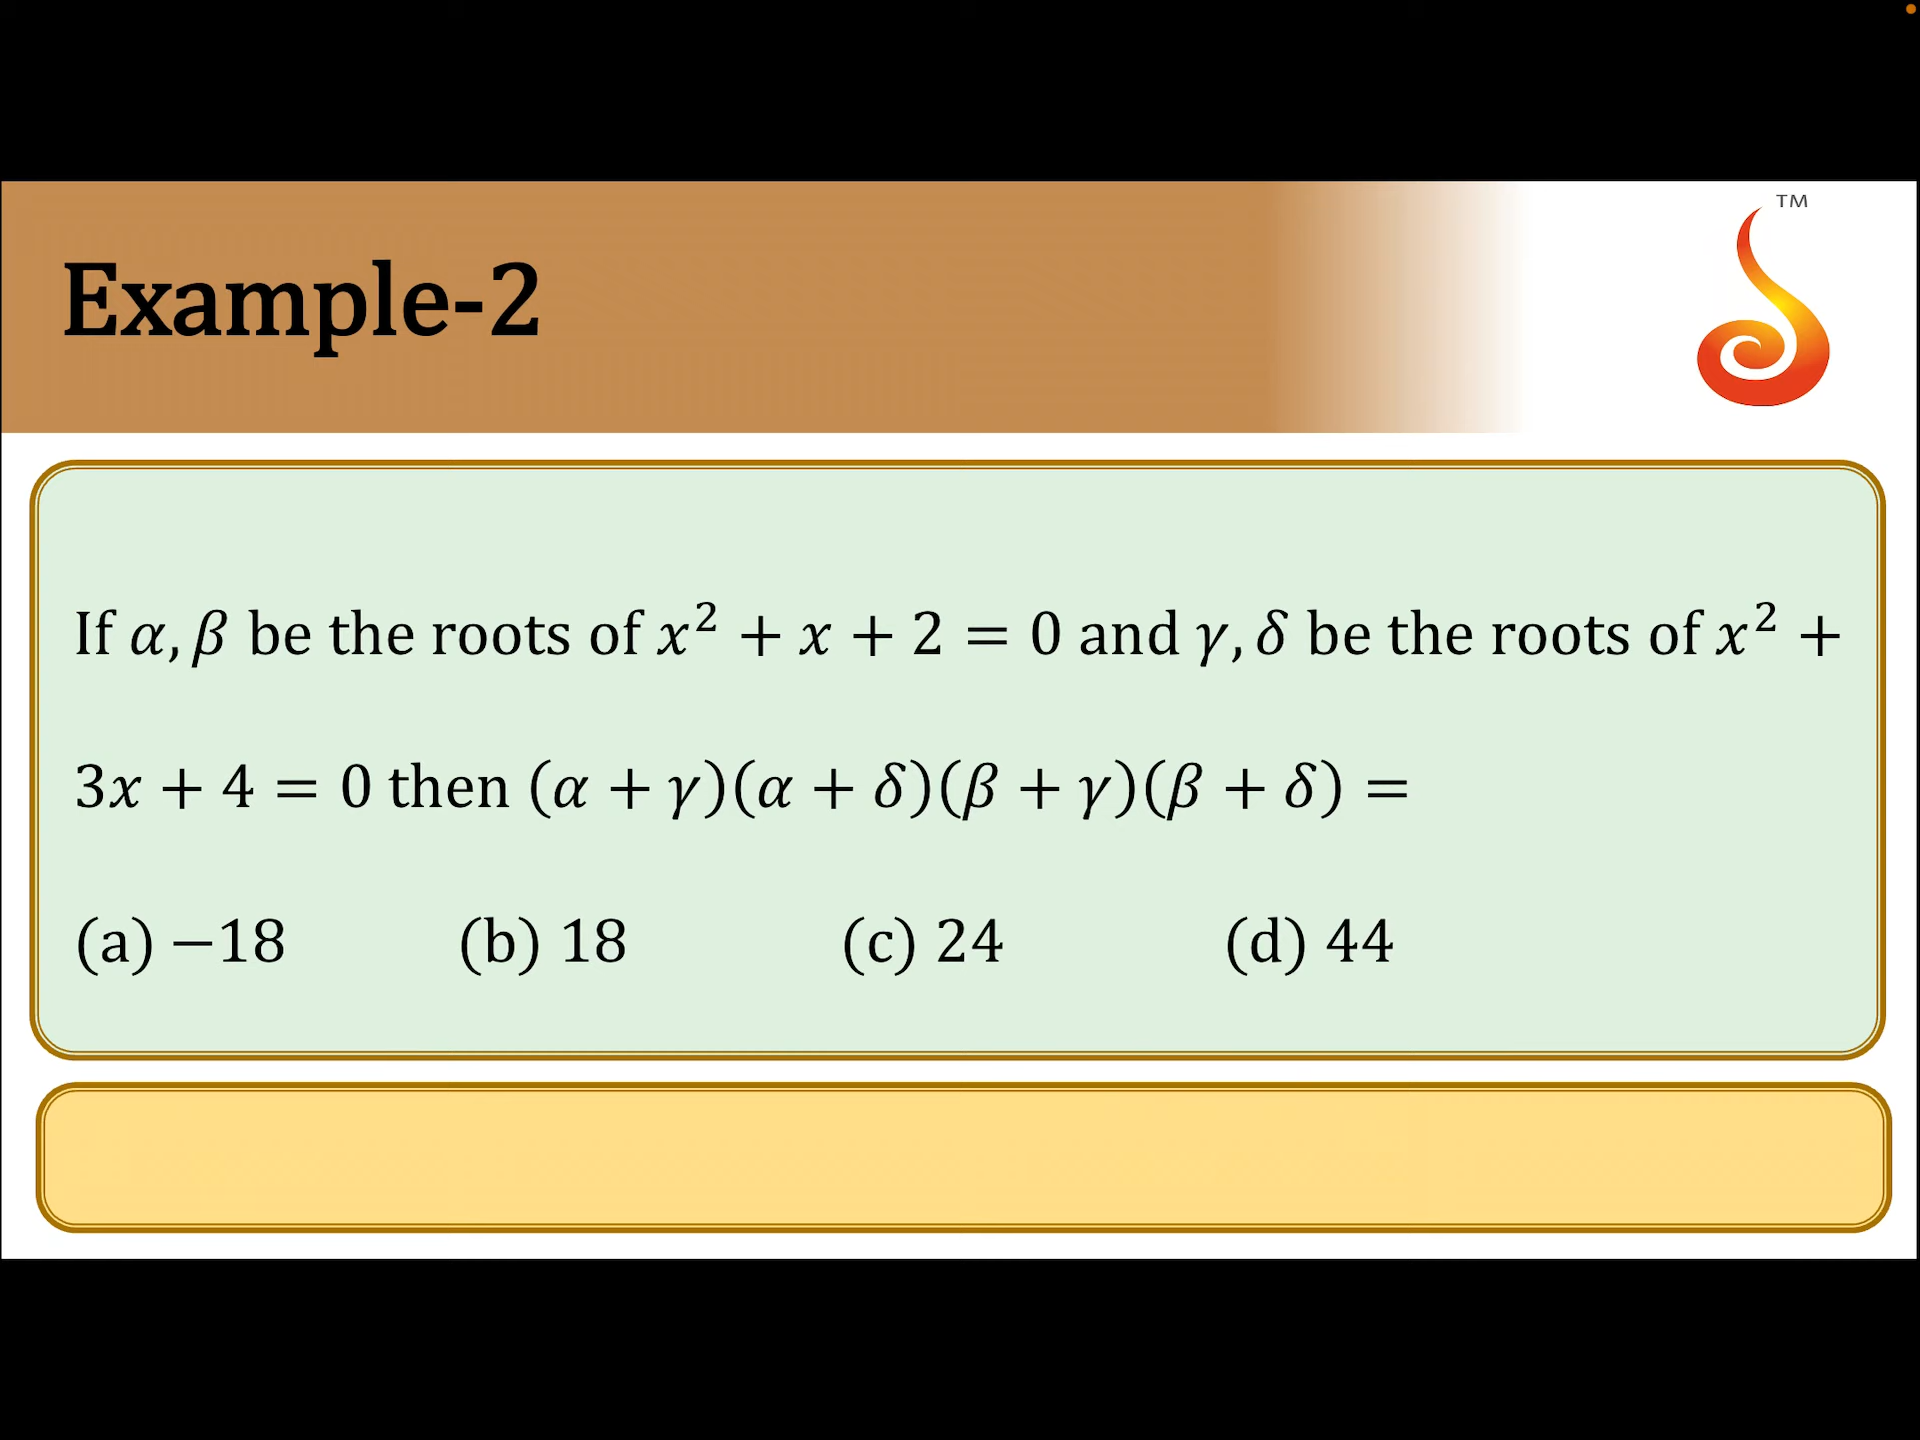 TM
Example-2
If α, β be the roots of x² + x + 2 = 0 and γ, δ be the roots of x² +
3x + 4 = 0 then (α + γ)(α + δ)(β + γ)(β + δ) =
(a) −18 (b) 18 (c) 24 (d) 44